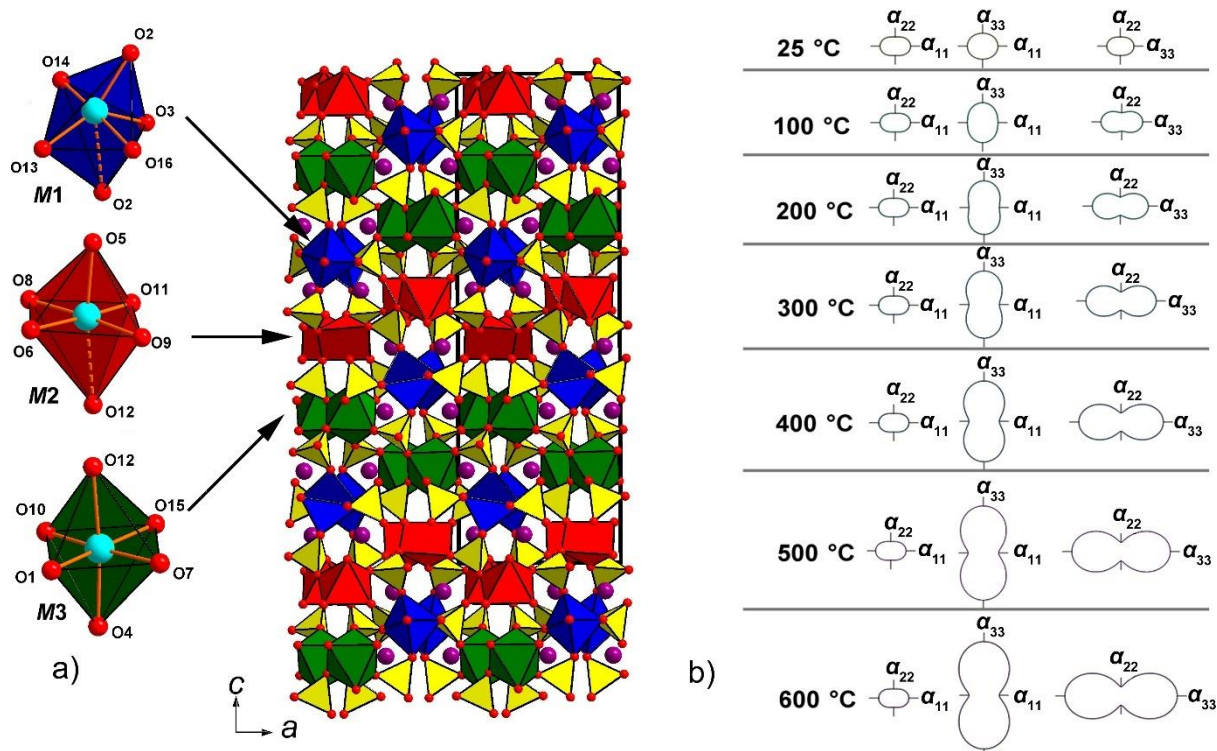 O2
O14
O3
O13
O16
M1
O2
O5
O8
O11
O6
O9
M2
O12
O12
O10
O15
O1
O7
M3
O4
a)
c
a
b)
25 °C α22 α11 α33 α11 α22 α33
100 °C α22 α11 α33 α11 α22 α33
200 °C α22 α11 α33 α11 α22 α33
300 °C α22 α11 α33 α11 α22 α33
400 °C α22 α11 α33 α11 α22 α33
500 °C α22 α11 α33 α11 α22 α33
600 °C α22 α11 α33 α11 α22 α33